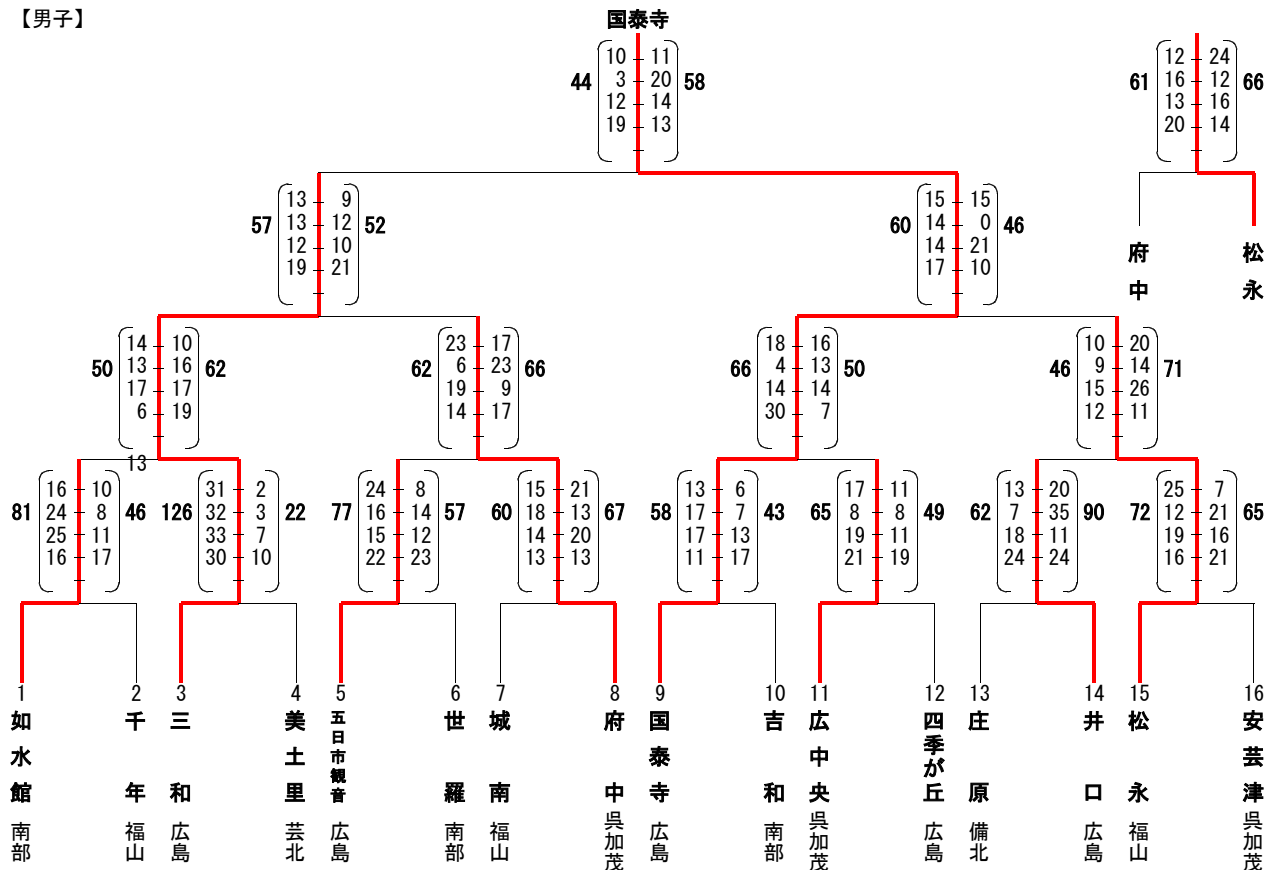 【男子】
国泰寺
44 10 11 58
3 20
12 14
19 13
61 12 24 66
16 12
13 16
20 14
府中
松永
57 13 9 52
13 12
12 10
19 21
60 15 15 46
14 0
14 21
17 10
50 14 10 62
13 16
17 17
6 19
13
62 23 17 66
6 23
19 9
14 17
66 18 16 50
4 13
14 14
30 7
46 10 20 71
9 14
15 26
12 11
81 16 10 46
24 8
25 11
16 17
126 31 2 22
32 3
33 7
30 10
77 24 8 57
16 14
15 12
22 23
60 15 21 67
18 13
14 20
13 13
58 13 6 43
17 7
17 13
11 17
65 17 11 49
8 8
19 11
21 19
62 13 20 90
7 35
18 11
24 24
72 25 7 65
12 21
19 16
16 21
1 如水館 南部
2 千年 福山
3 三和 広島
4 美土里 芸北
5 五日市観音 広島
6 世羅 南部
7 城南 福山
8 府中 呉加茂
9 国泰寺 広島
10 吉和 南部
11 広中央 呉加茂
12 四季が丘 広島
13 庄原 備北
14 井口 広島
15 松永 福山
16 安芸津 呉加茂